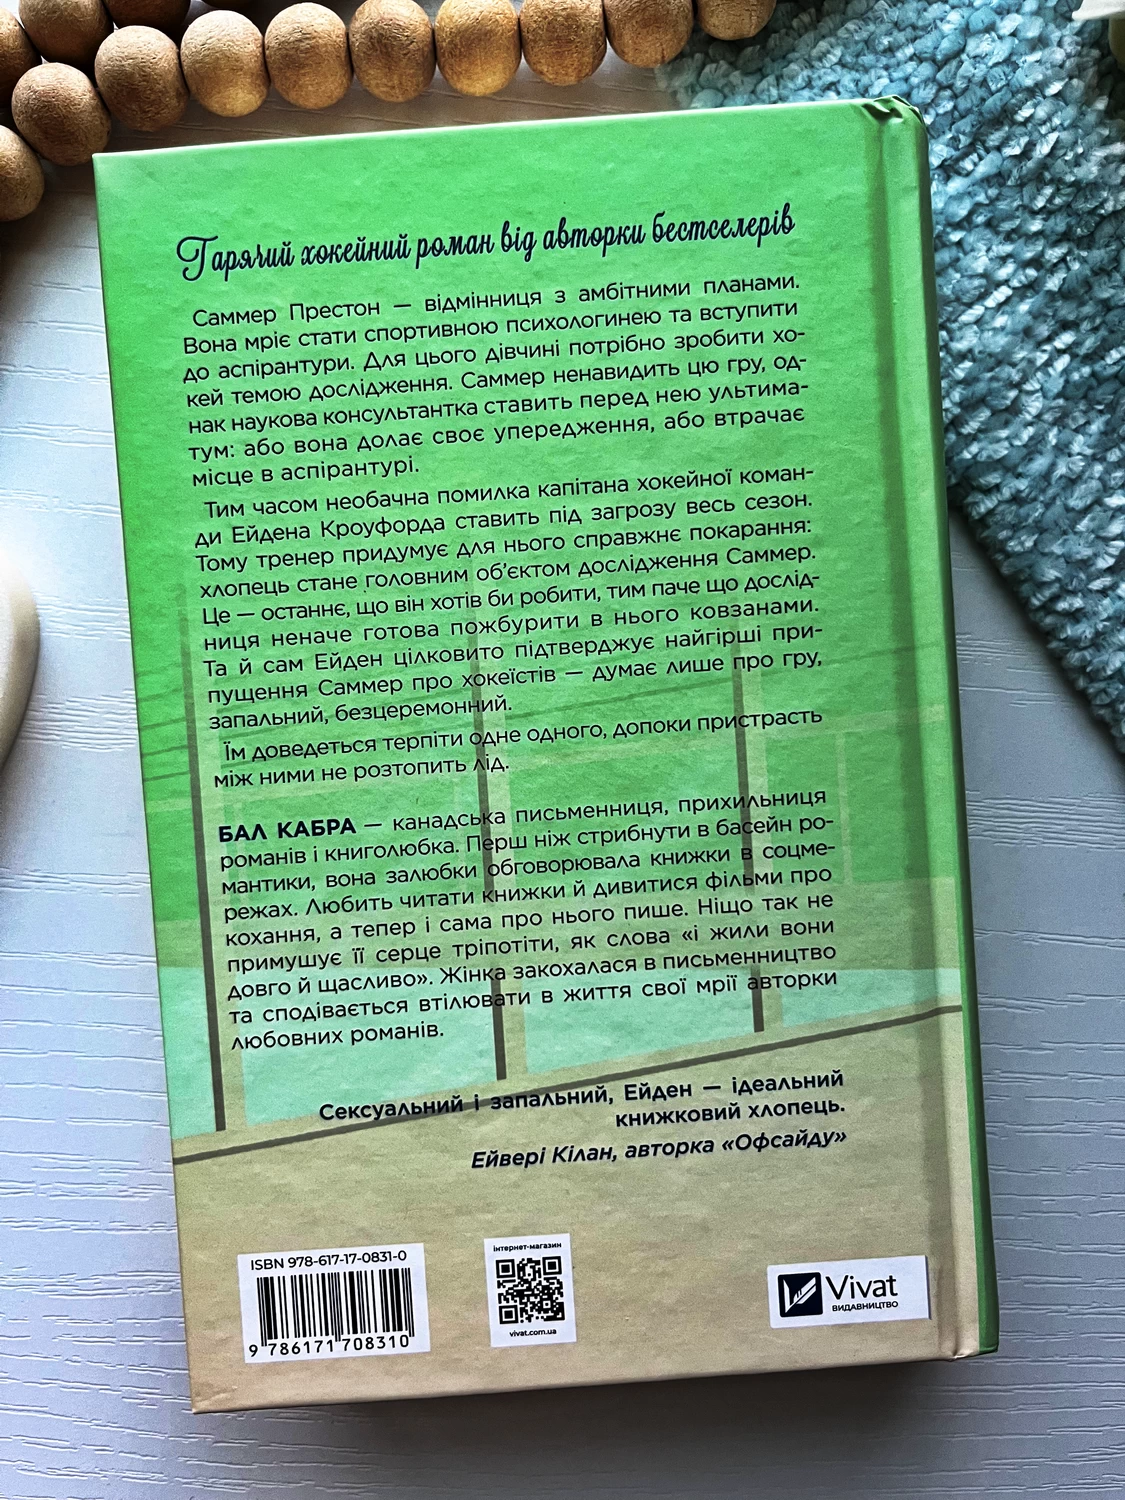 Гарячий хокейний роман від авторки бестселерів
Саммер Престон — відмінниця з амбітними планами.
Вона мріє стати спортивною психологинею та вступити
до аспірантури. Для цього дівчині потрібно зробити хо-
кей темою дослідження. Саммер ненавидить цю гру, од-
нак наукова консультантка ставить перед нею ультима-
тум: або вона долає своє упередження, або втрачає
місце в аспірантурі.
Тим часом необачна помилка капітана хокейної коман-
ди Ейдена Кроуфорда ставить під загрозу весь сезон.
Тому тренер придумує для нього справжнє покарання:
хлопець стане головним об’єктом дослідження Саммер.
Це — останнє, що він хотів би робити, тим паче що дослід-
ниця неначе готова пожбурити в нього ковзанами.
Та й сам Ейден цілковито підтверджує найгірші при-
пущення Саммер про хокеїстів — думає лише про гру,
запальний, безцеремонний.
Їм доведеться терпіти одне одного, допоки пристрасть
між ними не розтопить лід.
БАЛ КАБРА — канадська письменниця, прихильниця
романів і книголюбка. Перш ніж стрибнути в басейн ро-
мантики, вона залюбки обговорювала книжки в соцме-
режах. Любить читати книжки й дивитися фільми про
кохання, а тепер і сама про нього пише. Ніщо так не
примушує її серце тріпотіти, як слова «і жили вони
довго й щасливо». Жінка закохалася в письменництво
та сподівається втілювати в життя свої мрії авторки
любовних романів.
Сексуальний і запальний, Ейден — ідеальний
книжковий хлопець.
Ейвері Кілан, авторка «Офсайду»
ISBN 978-617-17-0831-0
9 786171 708310
інтернет-магазин
vivat.com.ua
Vivat
ВИДАВНИЦТВО